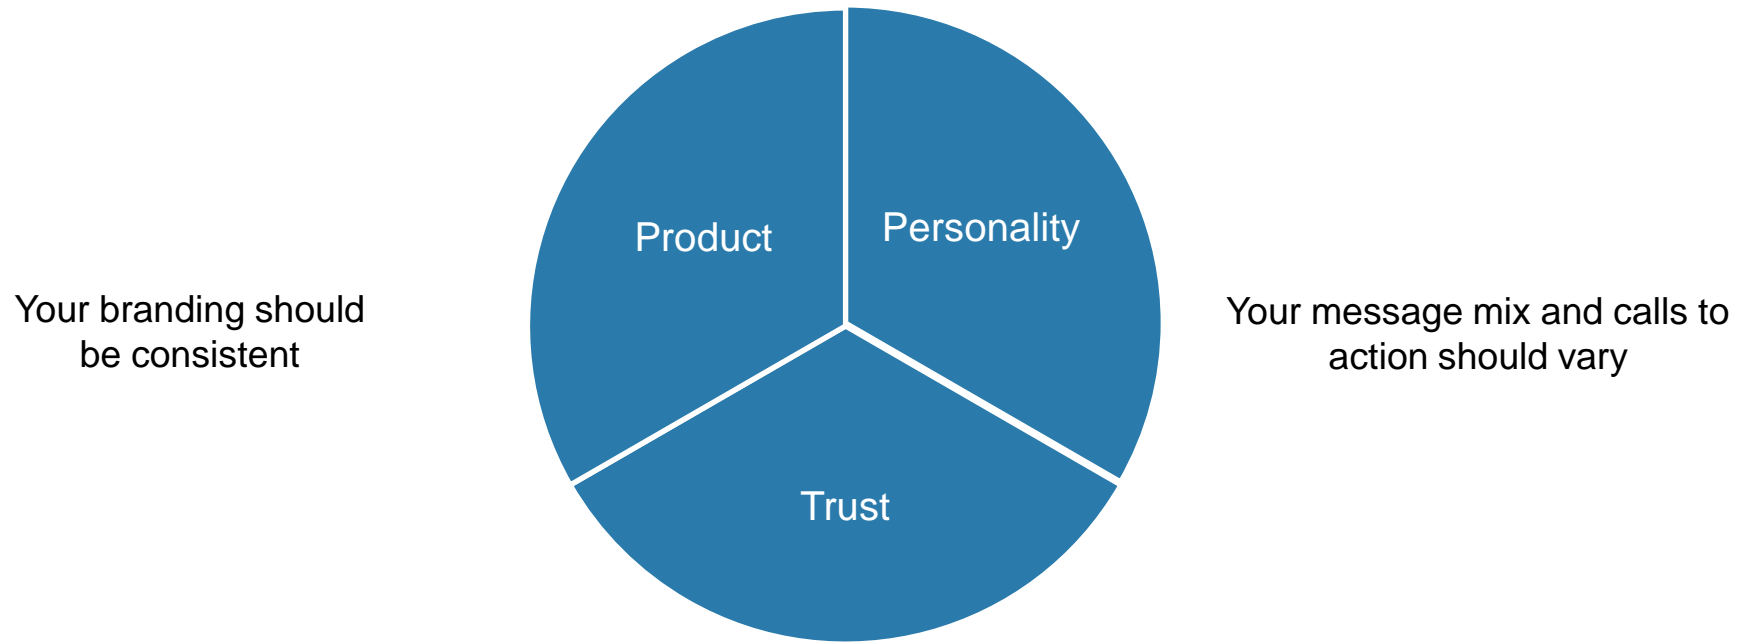 Product
Personality
Your branding should
be consistent
Your message mix and calls to
action should vary
Trust